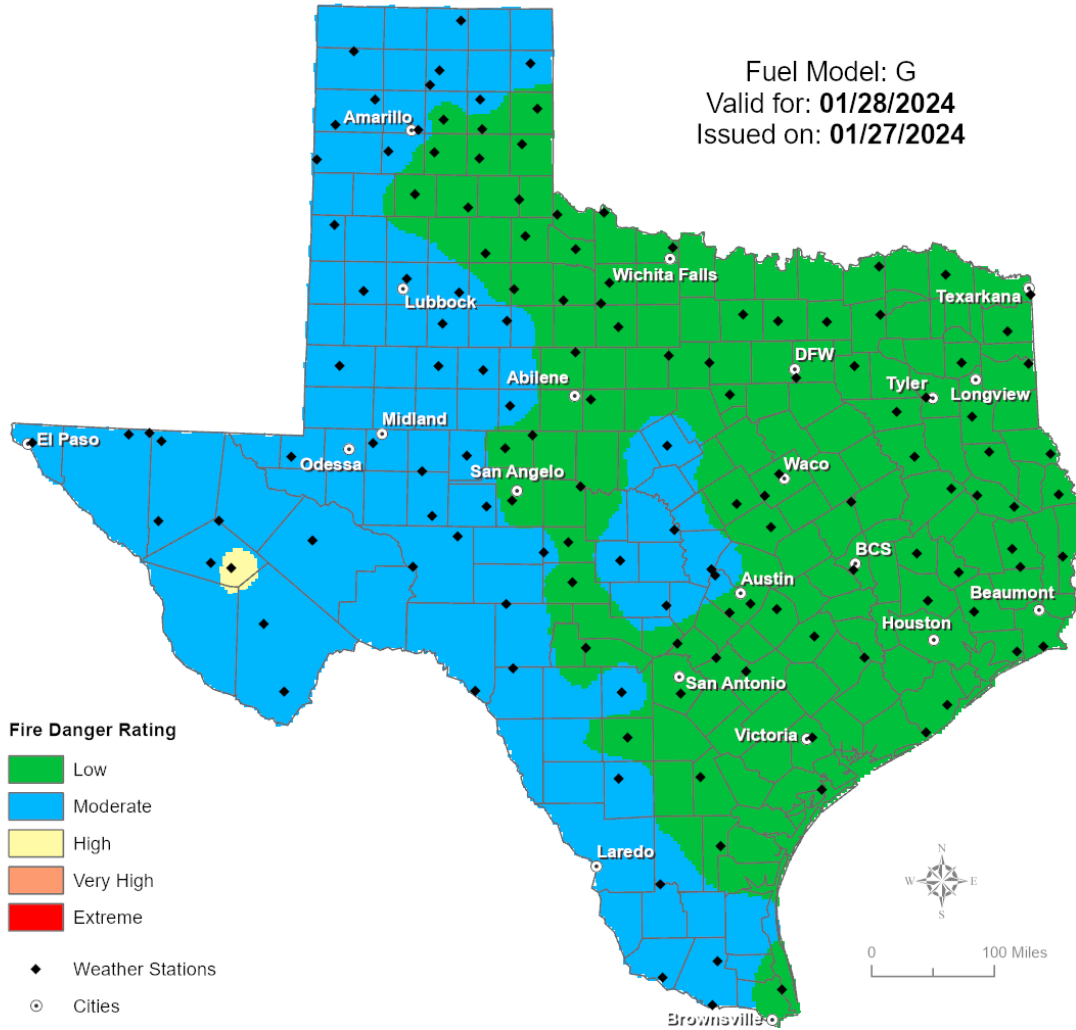 Fuel Model: G
Valid for: 01/28/2024
Issued on: 01/27/2024
Amarillo
Wichita Falls
Lubbock
Texarkana
DFW
Abilene
Tyler
Longview
Midland
El Paso
Odessa
San Angelo
Waco
BCS
Austin
Beaumont
Houston
San Antonio
Victoria
Laredo
Brownsville
Fire Danger Rating
Low
Moderate
High
Very High
Extreme
Weather Stations
Cities
N
W E
S
0 100 Miles